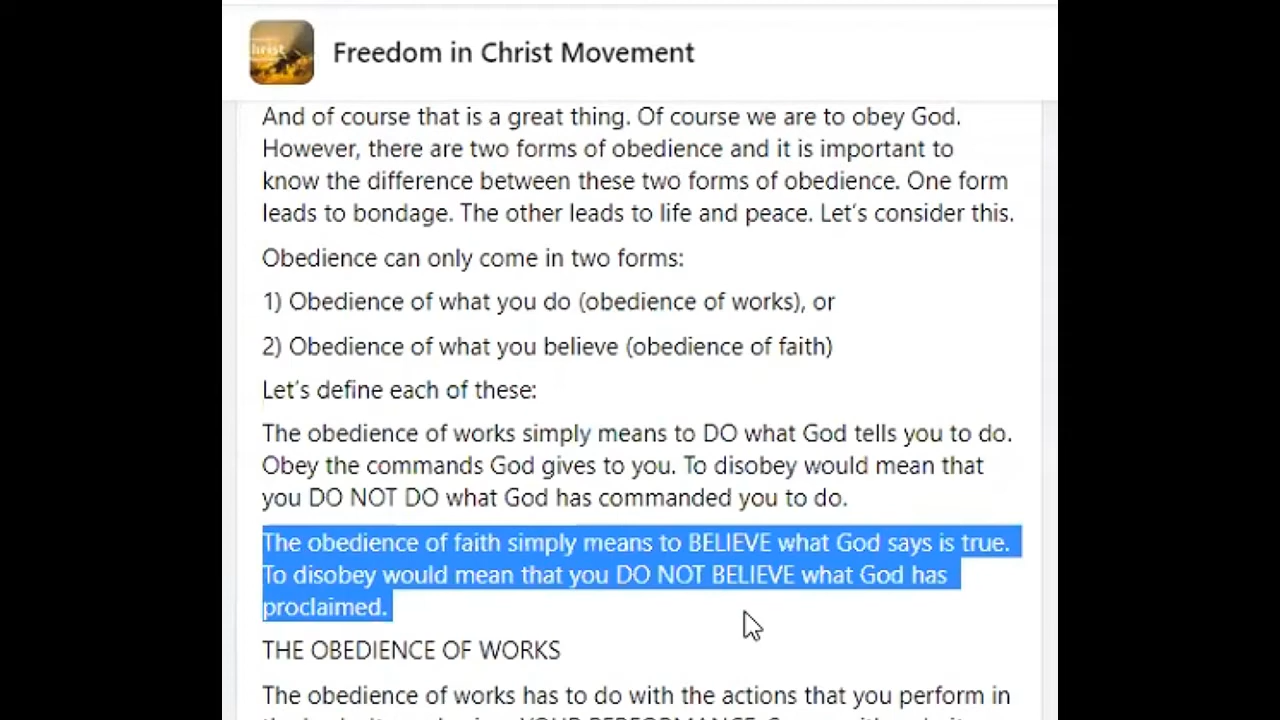 Christ
Freedom in Christ Movement
And of course that is a great thing. Of course we are to obey God.
However, there are two forms of obedience and it is important to
know the difference between these two forms of obedience. One form
leads to bondage. The other leads to life and peace. Let's consider this.
Obedience can only come in two forms:
1) Obedience of what you do (obedience of works), or
2) Obedience of what you believe (obedience of faith)
Let's define each of these:
The obedience of works simply means to DO what God tells you to do.
Obey the commands God gives to you. To disobey would mean that
you DO NOT DO what God has commanded you to do.
The obedience of faith simply means to BELIEVE what God says is true.
To disobey would mean that you DO NOT BELIEVE what God has
proclaimed.
THE OBEDIENCE OF WORKS
The obedience of works has to do with the actions that you perform in
YOUR PERFORMANCE